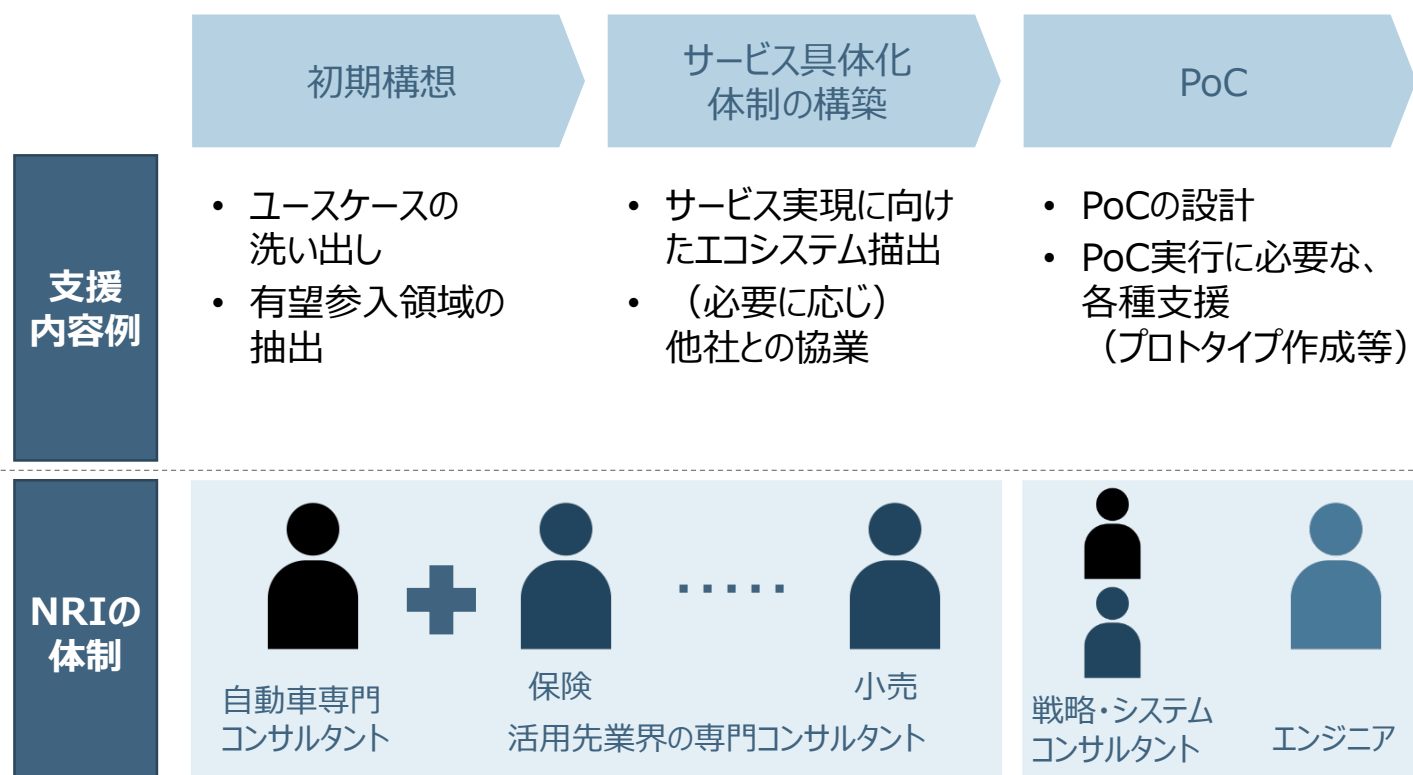 初期構想
サービス具体化
体制の構築
PoC
支援
内容例
• ユースケースの
洗い出し
• 有望参入領域の
抽出
• サービス実現に向け
たエコシステム描出
• （必要に応じ）
他社との協業
• PoCの設計
• PoC実行に必要な、
各種支援
（プロトタイプ作成等）
NRIの
体制
自動車専門
コンサルタント
保険
・・・・・
小売
活用先業界の専門コンサルタント
戦略・システム
コンサルタント
エンジニア